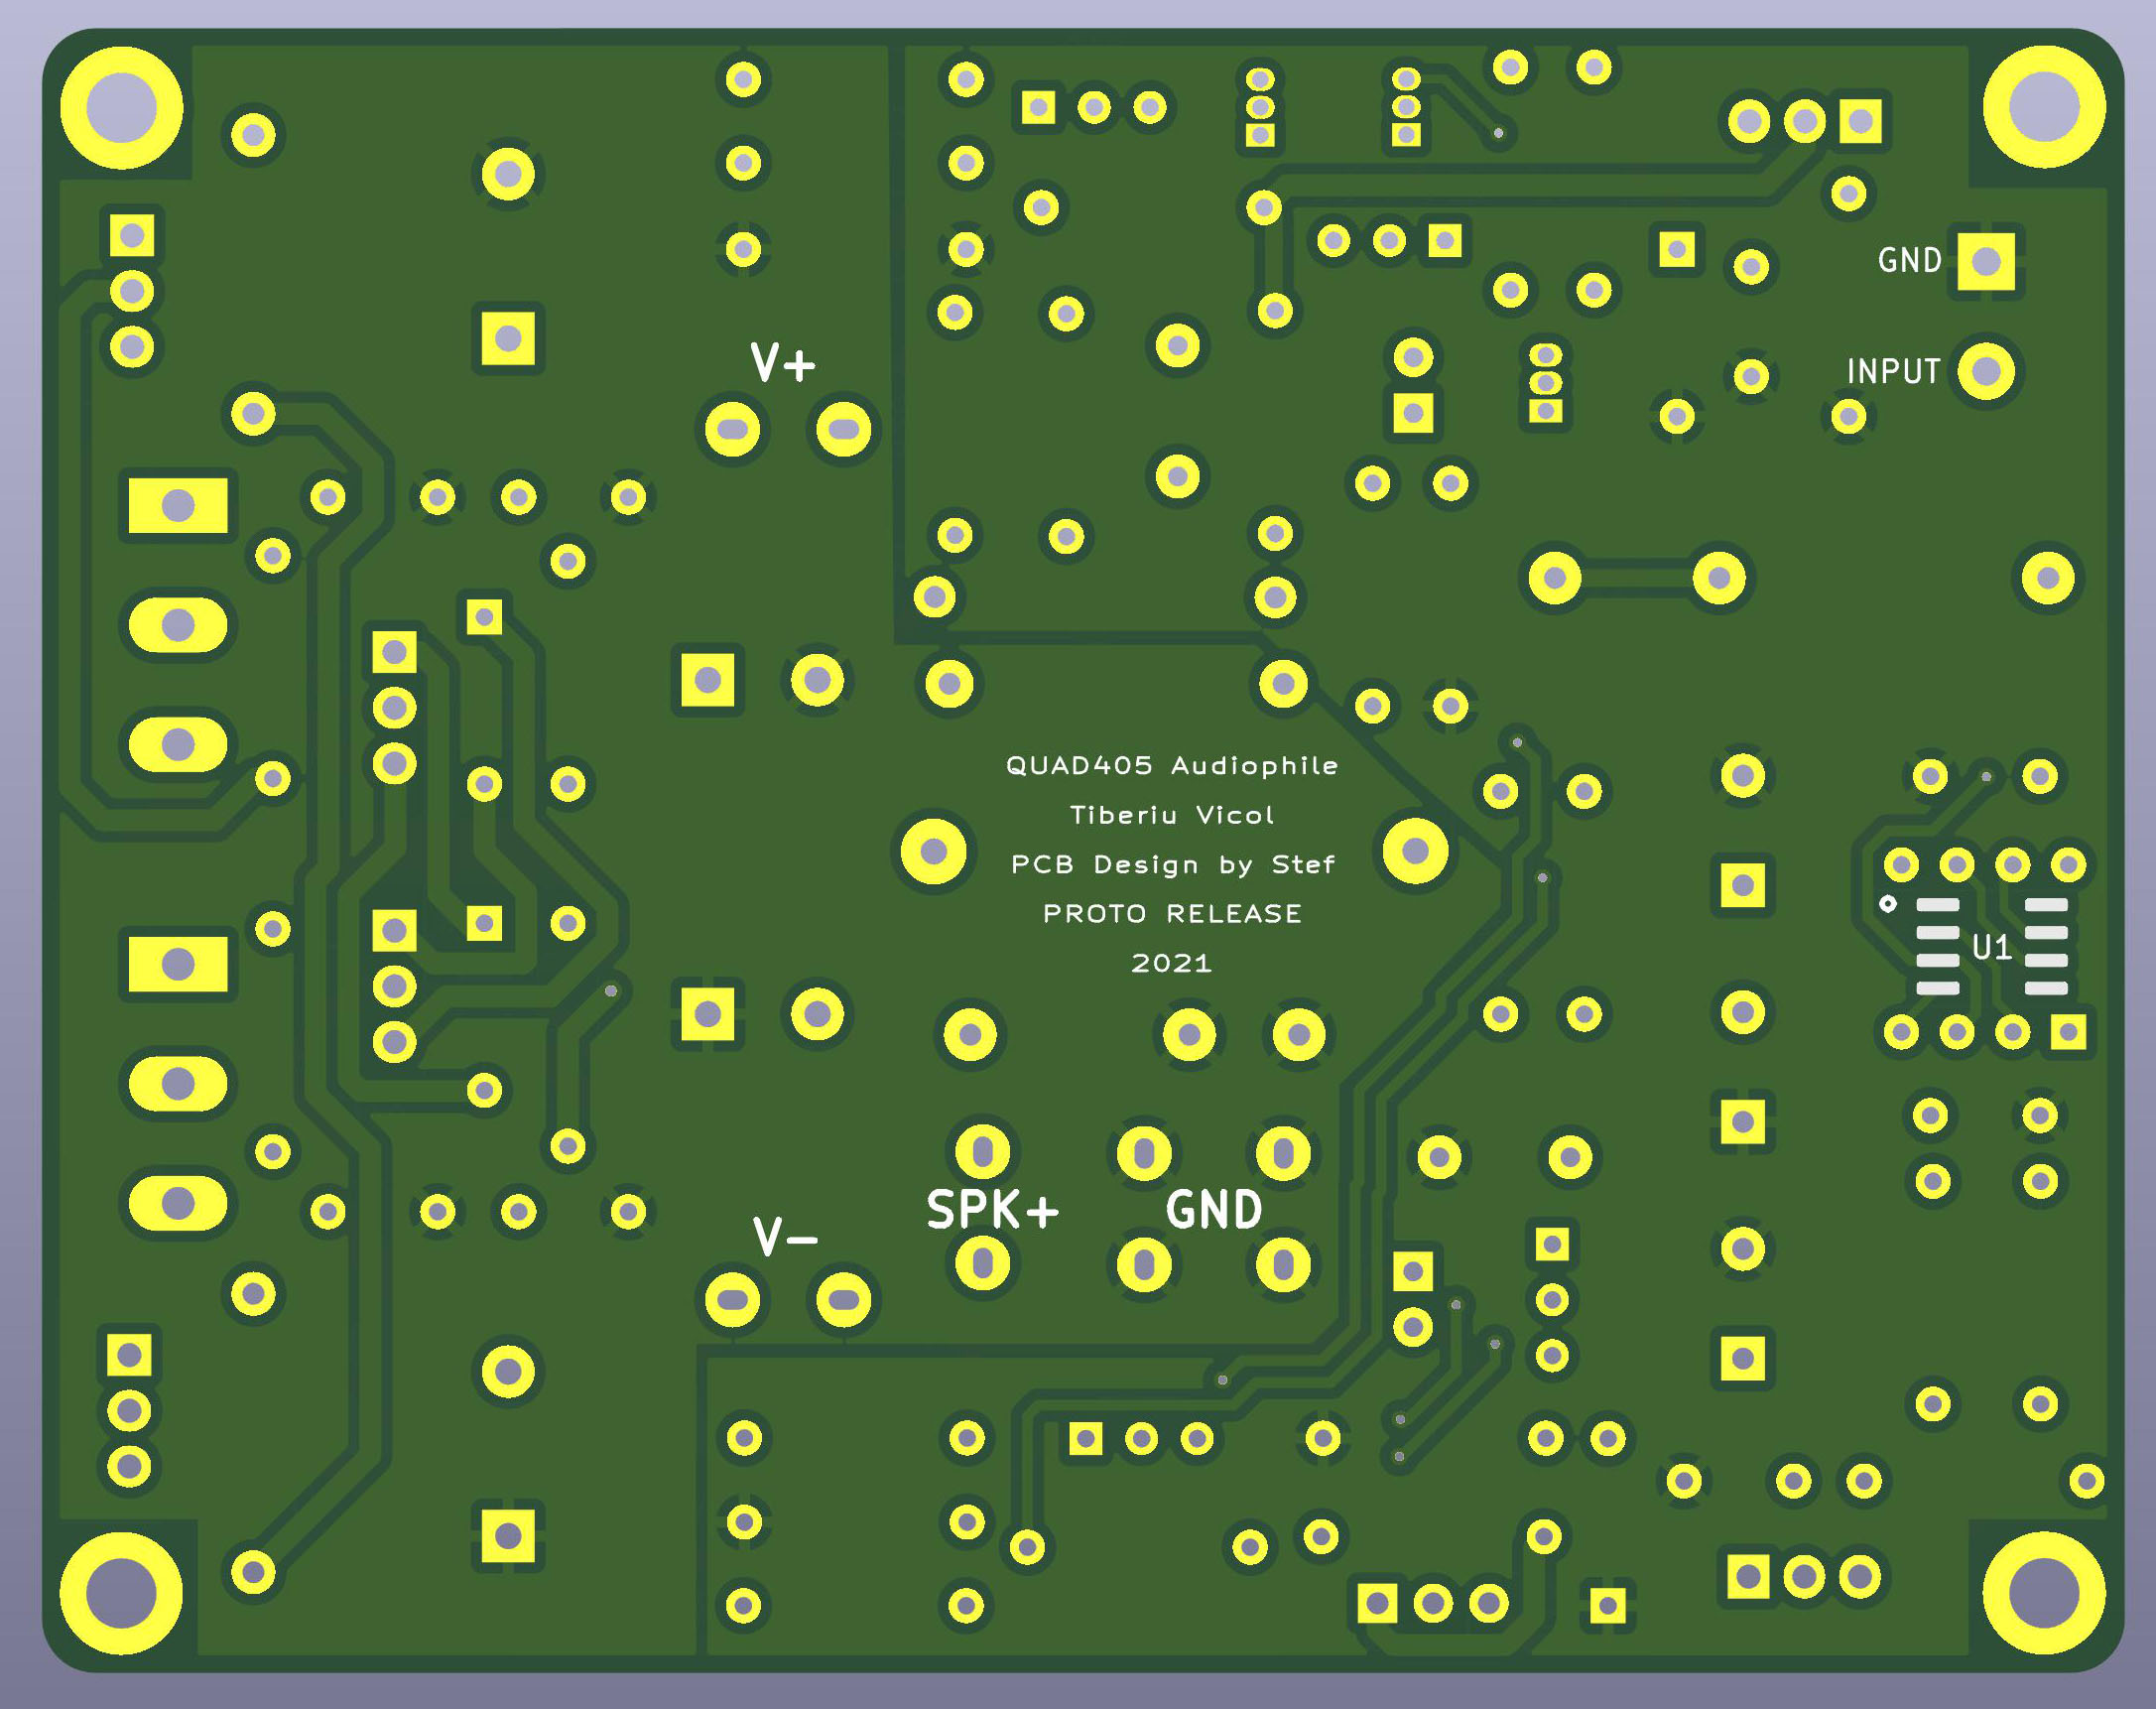 GND
V+
INPUT
QUAD405 Audiophile
Tiberiu Vicol
PCB Design by Stef
PROTO RELEASE
2021
U1
SPK+
GND
V-